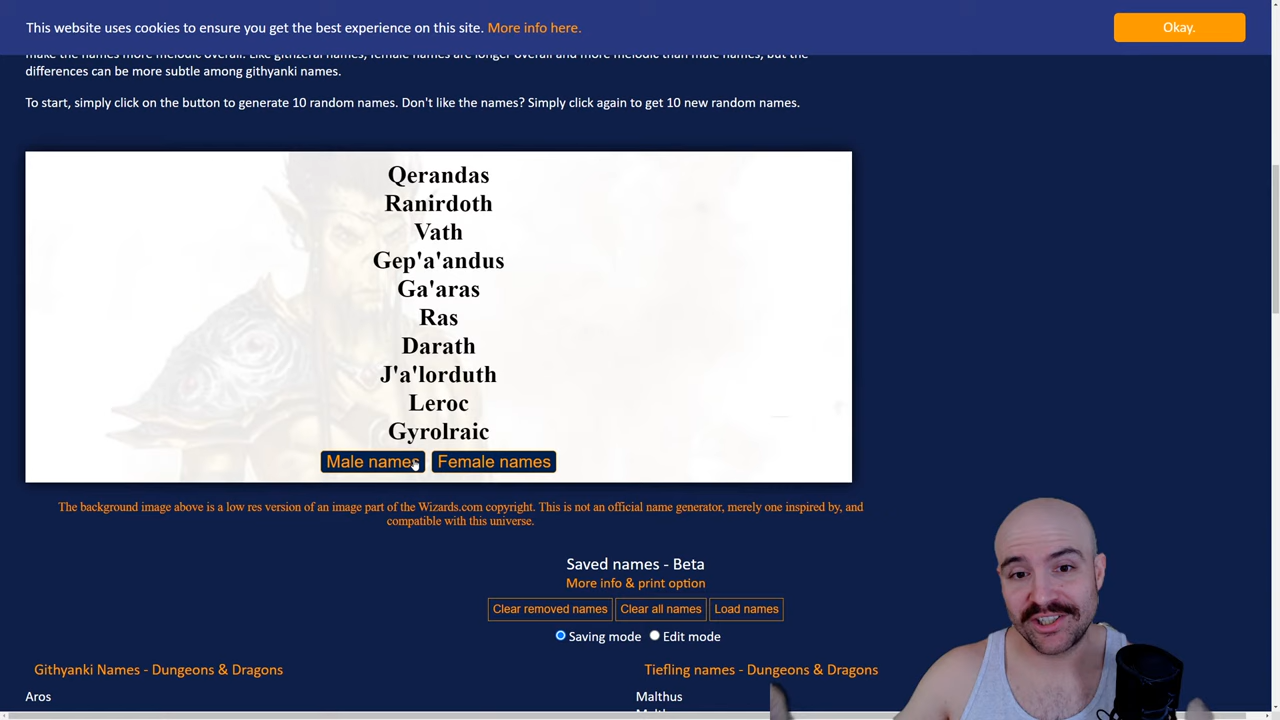 This website uses cookies to ensure you get the best experience on this site. More info here.
Okay.
make the names more melodic overall. Like githzerai names, female names are longer overall and more melodic than male names, but the
differences can be more subtle among githyanki names.
To start, simply click on the button to generate 10 random names. Don't like the names? Simply click again to get 10 new random names.
Qerandas
Ranirdoth
Vath
Gep'a'andus
Ga'aras
Ras
Darath
J'a'lorduth
Leroc
Gyrolraic
Male names Female names
The background image above is a low res version of an image part of the Wizards.com copyright. This is not an official name generator, merely one inspired by, and
compatible with this universe.
Saved names - Beta
More info & print option
Clear removed names Clear all names Load names
Saving mode Edit mode
Githyanki Names - Dungeons & Dragons
Aros
Tiefling names - Dungeons & Dragons
Malthus